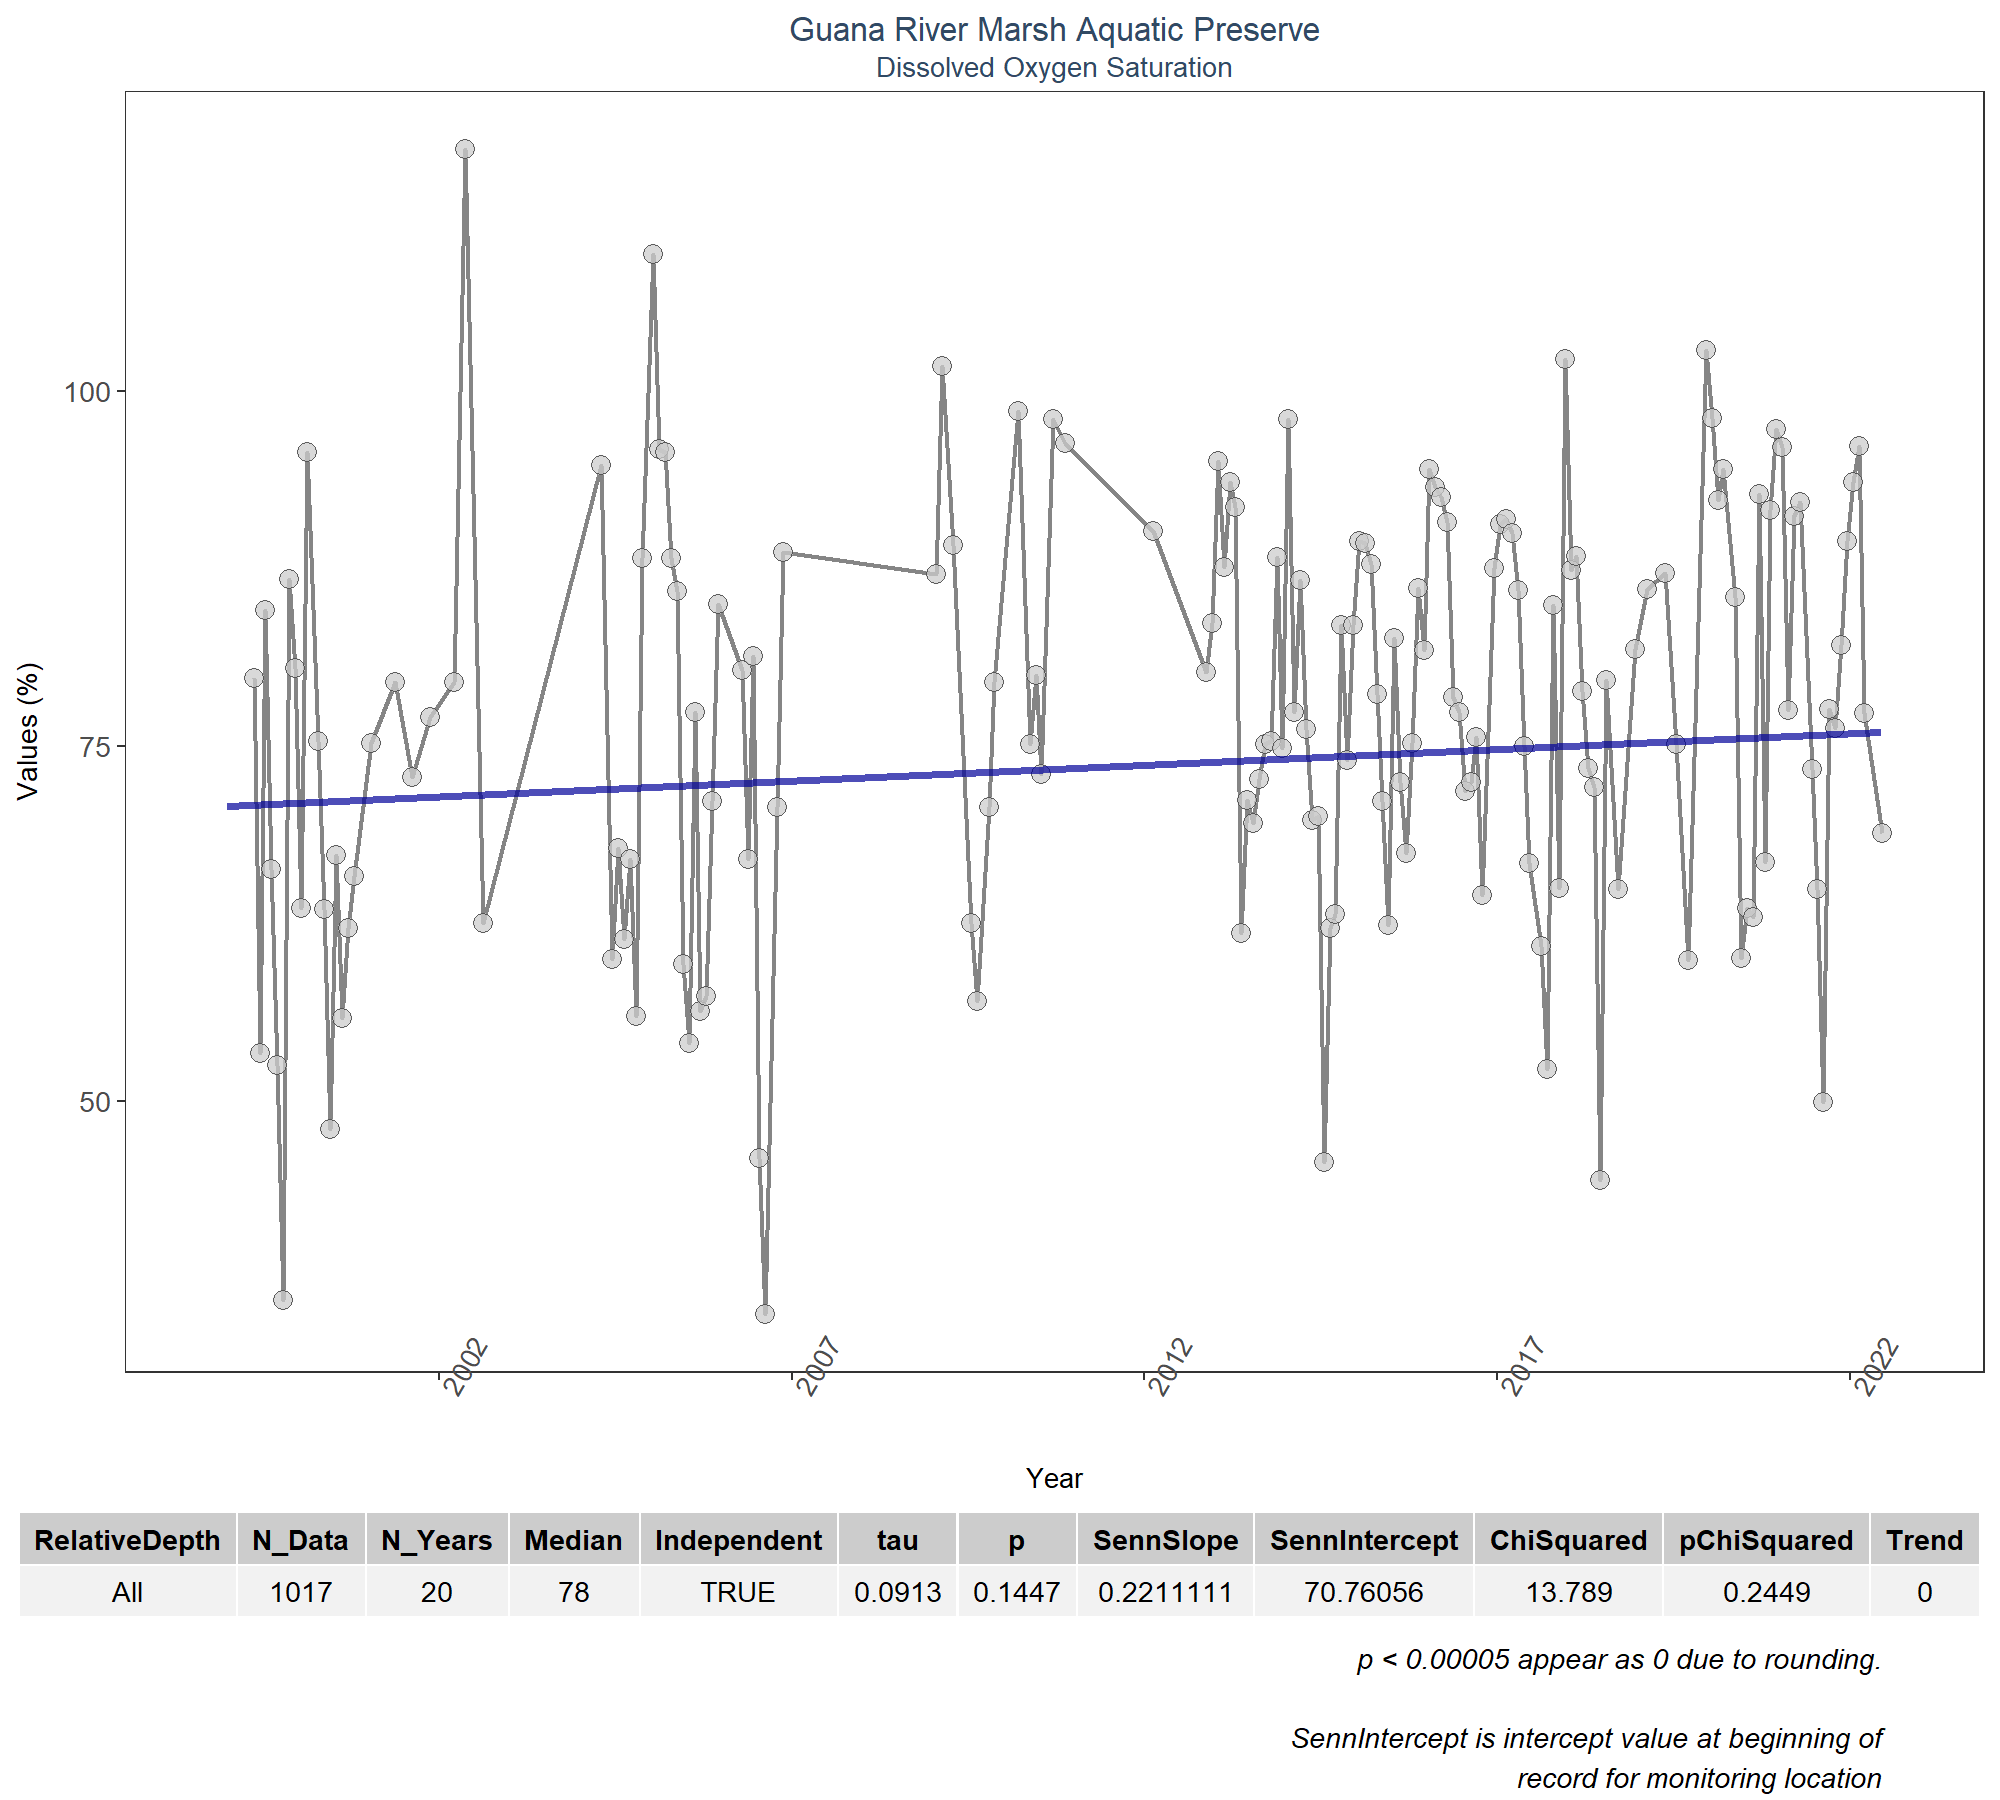 Guana River Marsh Aquatic Preserve
Dissolved Oxygen Saturation
Values (%)
100
75
50
2002
2007
2012
2017
2022
Year
RelativeDepth N_Data N_Years Median Independent tau p SennSlope SennIntercept ChiSquared pChiSquared Trend
All 1017 20 78 TRUE 0.0913 0.1447 0.2211111 70.76056 13.789 0.2449 0
p < 0.00005 appear as 0 due to rounding.
SennIntercept is intercept value at beginning of
record for monitoring location